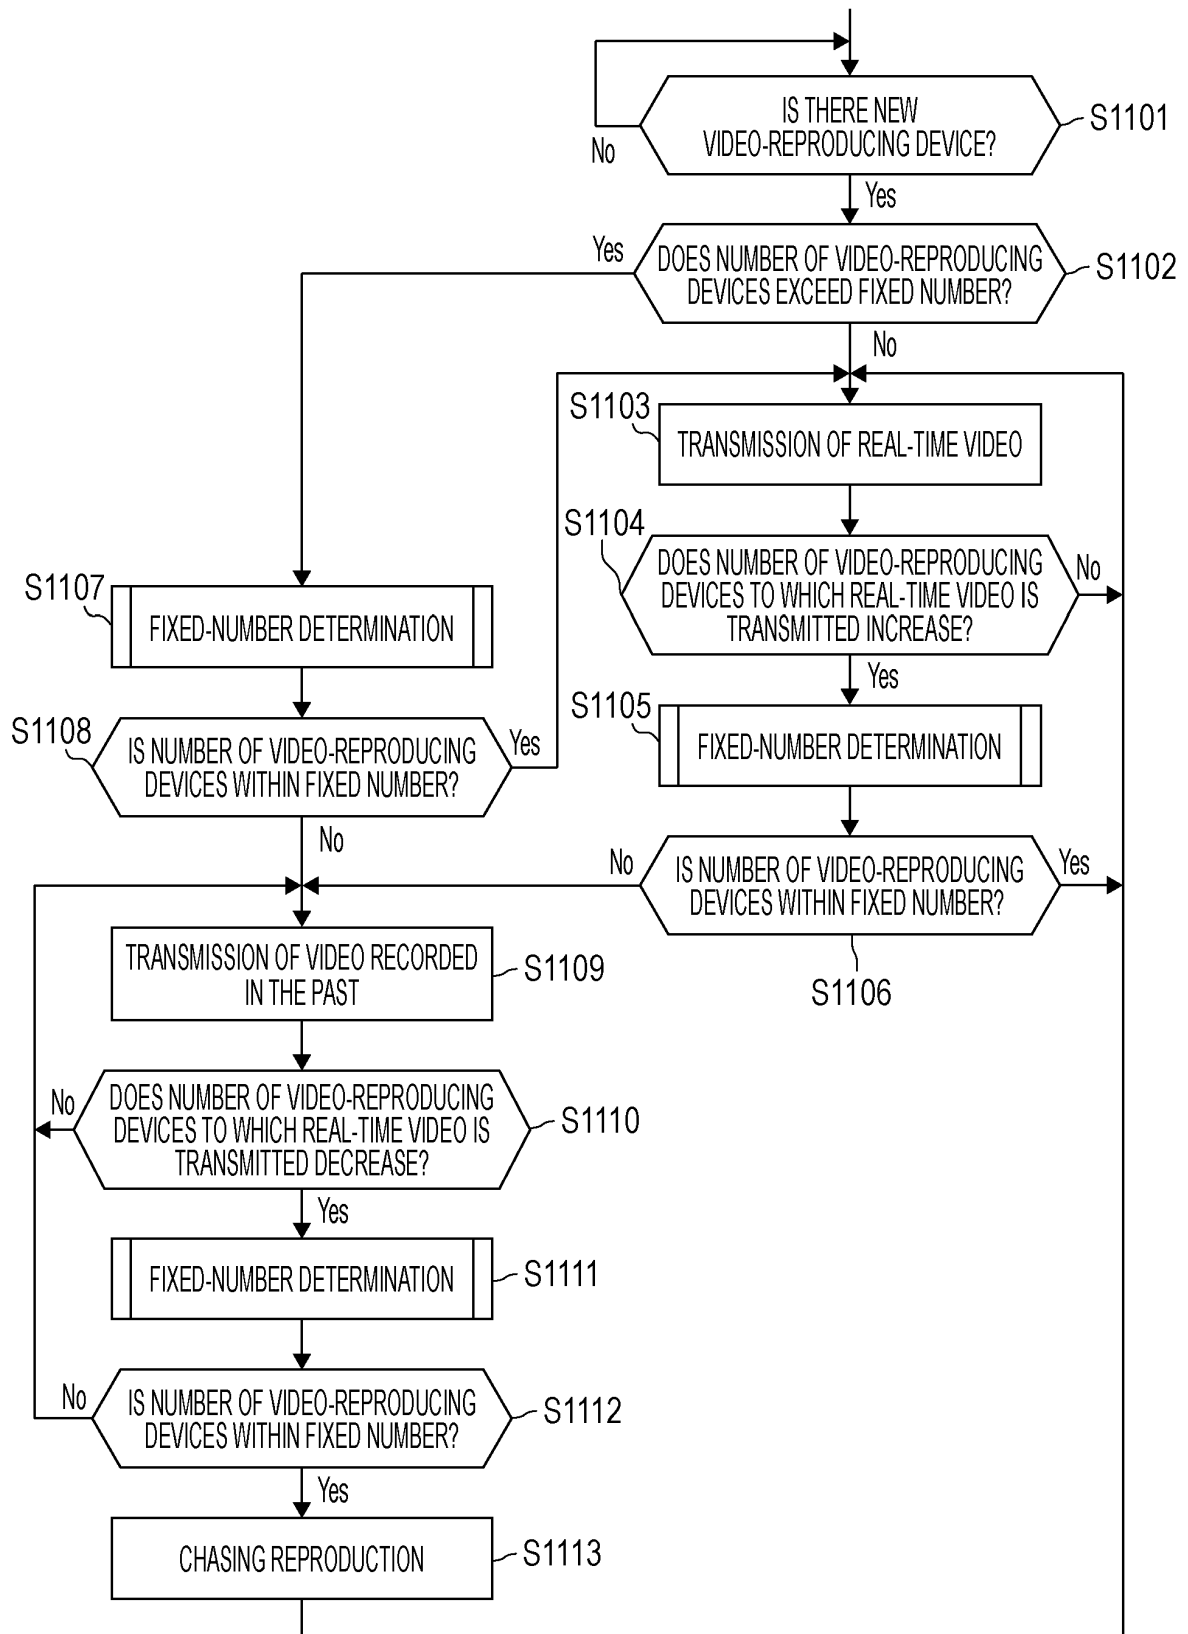 IS THERE NEW
VIDEO-REPRODUCING DEVICE?
S1101
No
Yes
DOES NUMBER OF VIDEO-REPRODUCING
DEVICES EXCEED FIXED NUMBER?
S1102
Yes
No
S1103
TRANSMISSION OF REAL-TIME VIDEO
S1104
DOES NUMBER OF VIDEO-REPRODUCING
DEVICES TO WHICH REAL-TIME VIDEO IS
TRANSMITTED INCREASE?
No
Yes
S1107
FIXED-NUMBER DETERMINATION
S1105
FIXED-NUMBER DETERMINATION
S1108
IS NUMBER OF VIDEO-REPRODUCING
DEVICES WITHIN FIXED NUMBER?
Yes
No
IS NUMBER OF VIDEO-REPRODUCING
DEVICES WITHIN FIXED NUMBER?
No
Yes
S1106
TRANSMISSION OF VIDEO RECORDED
IN THE PAST
S1109
DOES NUMBER OF VIDEO-REPRODUCING
DEVICES TO WHICH REAL-TIME VIDEO IS
TRANSMITTED DECREASE?
S1110
No
Yes
FIXED-NUMBER DETERMINATION
S1111
IS NUMBER OF VIDEO-REPRODUCING
DEVICES WITHIN FIXED NUMBER?
S1112
No
Yes
CHASING REPRODUCTION
S1113